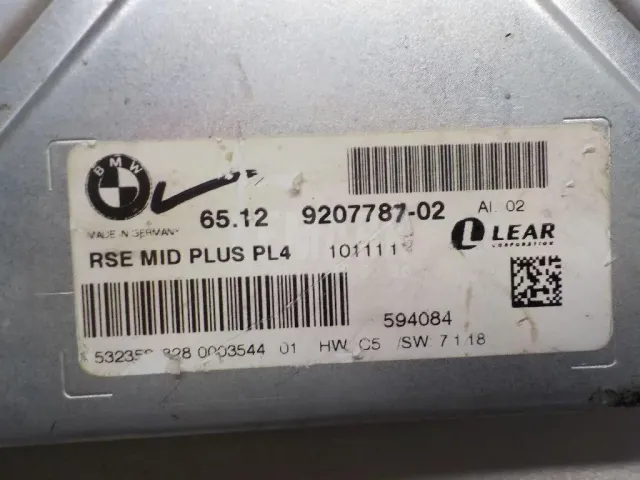 BMW
65.12 9207787-02 AI. 02
MADE IN GERMANY
LEAR
CORPORATION
RSE MID PLUS PL4 101111
594084
0003544 01 HW: C5 /SW: 7 1/18